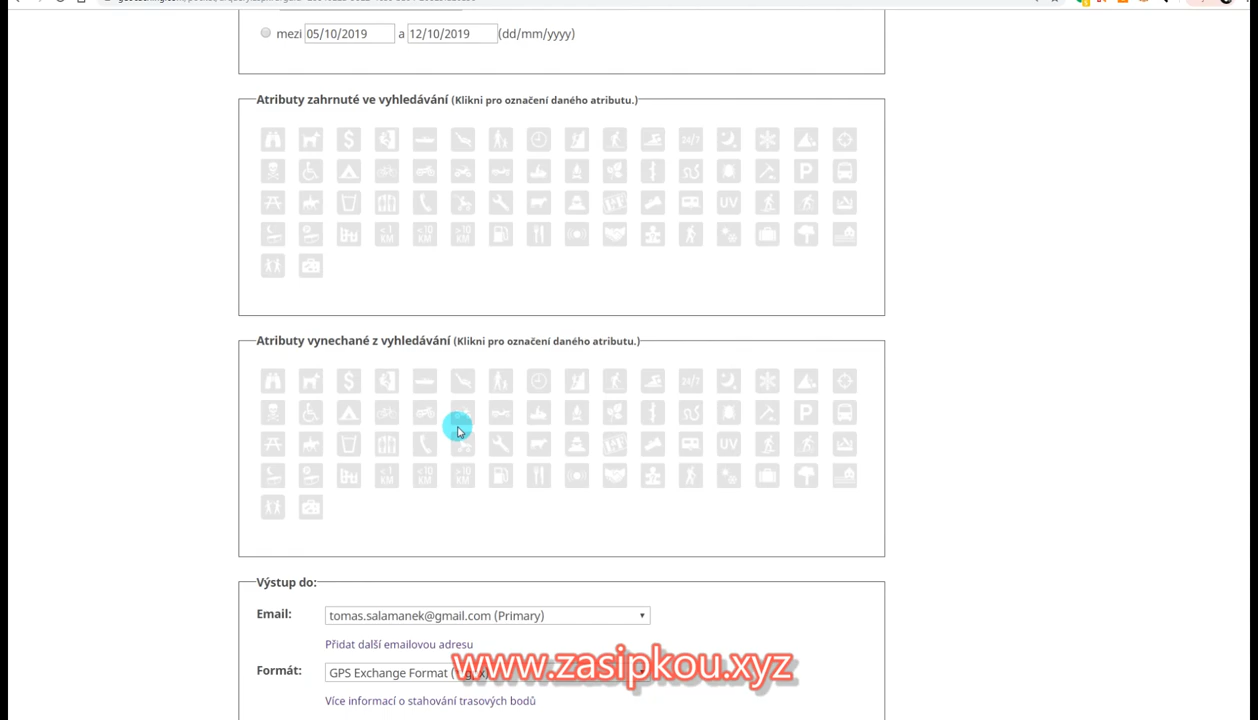 mezi 05/10/2019 a 12/10/2019 (dd/mm/yyyy)
Atributy zahrnuté ve vyhledávání (Klikni pro označení daného atributu.)
$ 24/7
P
UV
< 1 KM <10 KM >10 KM
Atributy vynechané z vyhledávání (Klikni pro označení daného atributu.)
$ 24/7
P
UV
< 1 KM <10 KM >10 KM
Výstup do:
Email: tomas.salamanek@gmail.com (Primary)
Přidat další emailovou adresu
www.zasipkou.xyz
Formát: GPS Exchange Format
Více informací o stahování trasových bodů